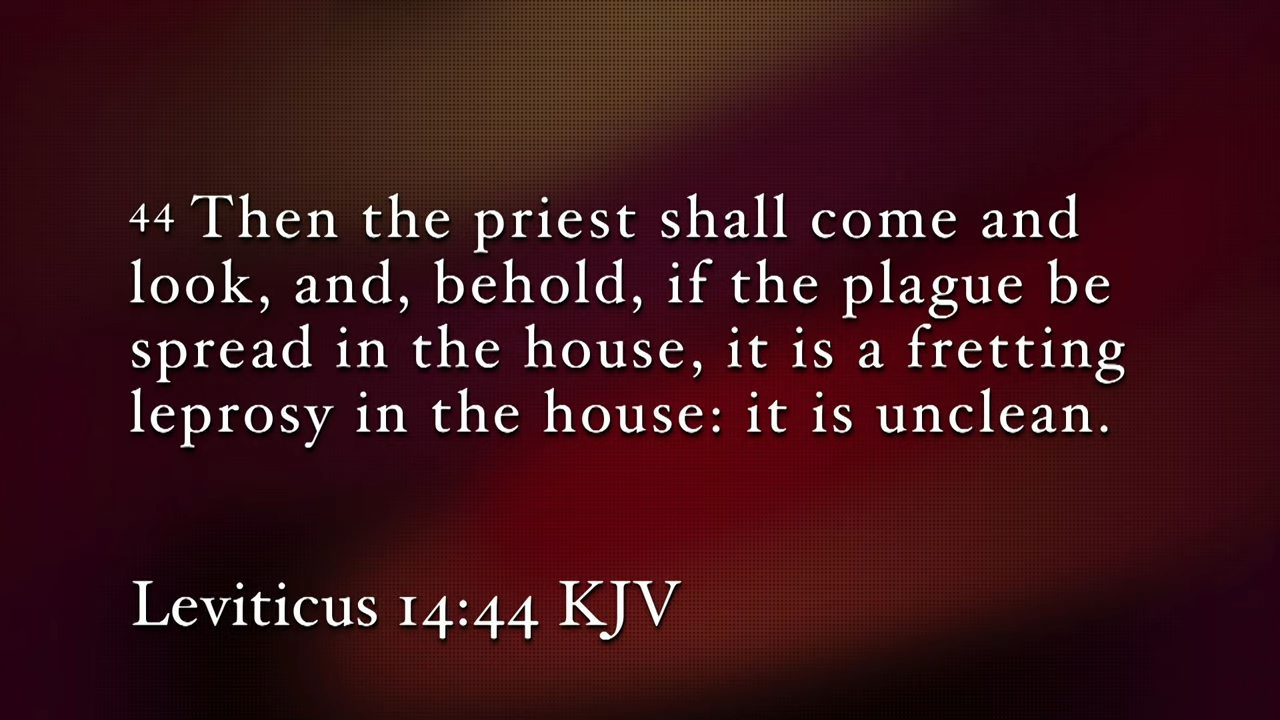 44 Then the priest shall come and
look, and, behold, if the plague be
spread in the house, it is a fretting
leprosy in the house: it is unclean.
Leviticus 14:44 KJV